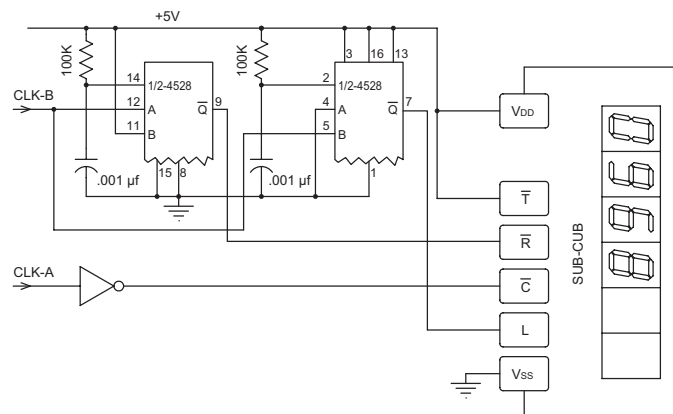 +5V
100K
100K
3
16
13
14
1/2-4528
2
1/2-4528
CLK-B
12
A
Q̅
9
4
A
Q̅
7
11
B
5
B
VDD
.001 µf
15
8
.001 µf
1
T̅
R̅
CLK-A
C̅
SUB-CUB
L
VSS